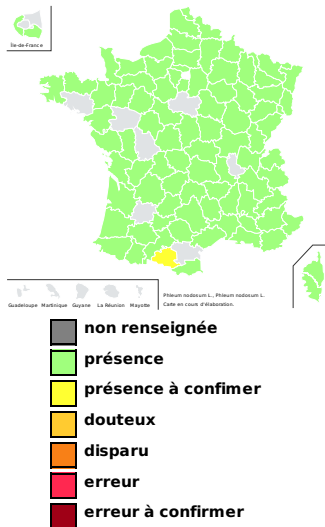 Île-de-France
Guadeloupe Martinique Guyane La Réunion Mayotte
Phleum nodosum L., Phleum nodosum L.
Carte en cours d'élaboration.
non renseignée
présence
présence à confimer
douteux
disparu
erreur
erreur à confirmer